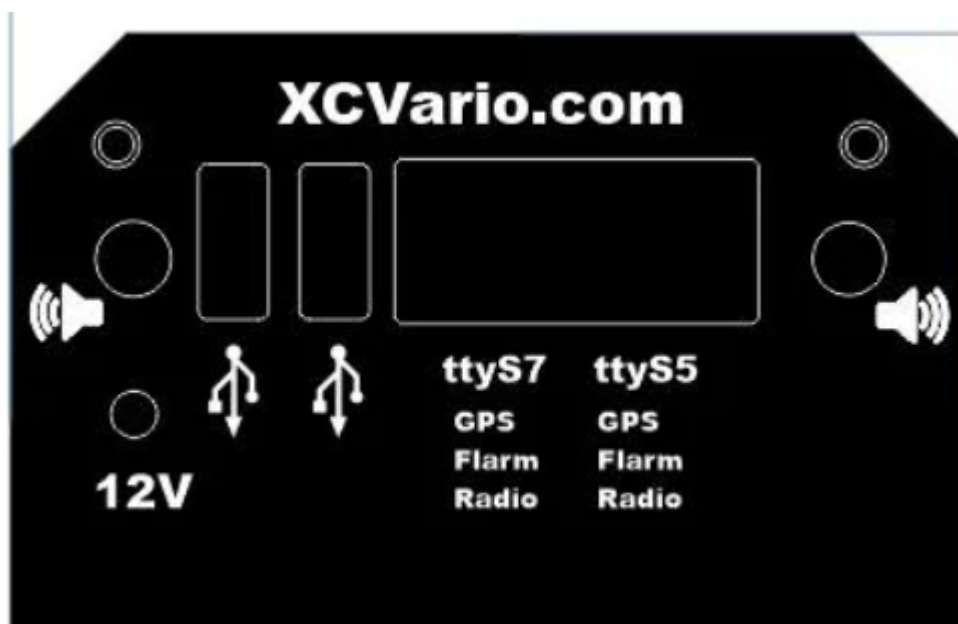 XCVario.com
ttyS7 ttyS5
GPS GPS
Flarm Flarm
Radio Radio
12V